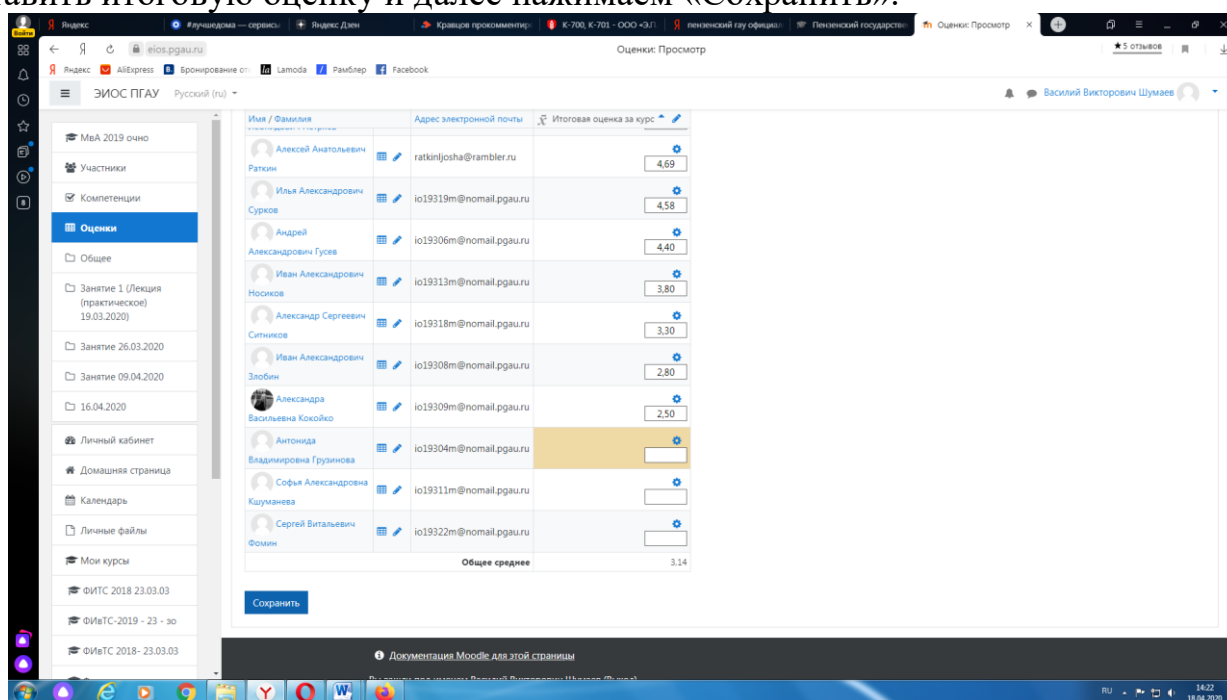 авить итоговую оценку и далее нажимаем «Сохранить».
Войти
Яндекс
#лучшедома — сервисы
Яндекс Дзен
Кравцов прокомментир
К-700, К-701 - ООО «З.П.
пензенский гау официал
Пензенский государстве
Оценки: Просмотр
eios.pgau.ru
Оценки: Просмотр
★5 отзывов
Яндекс
AliExpress
Бронирование от
Lamoda
Рамблер
Facebook
ЭИОС ПГАУ
Русский (ru)
Василий Викторович Шумаев
МвА 2019 очно
Участники
Компетенции
Оценки
Общее
Занятие 1 (Лекция
(практическое)
19.03.2020)
Занятие 26.03.2020
Занятие 09.04.2020
16.04.2020
Личный кабинет
Домашняя страница
Календарь
Личные файлы
Мои курсы
ФИТС 2018 23.03.03
ФИвТС-2019 - 23 - зо
ФИвТС 2018- 23.03.03
Имя / Фамилия
Адрес электронной почты
Итоговая оценка за курс
Алексей Анатольевич
Раткин
ratkinljosha@rambler.ru
4,69
Илья Александрович
Сурков
io19319m@nomail.pgau.ru
4,58
Андрей
Александрович Гусев
io19306m@nomail.pgau.ru
4,40
Иван Александрович
Носиков
io19313m@nomail.pgau.ru
3,80
Александр Сергеевич
Ситников
io19318m@nomail.pgau.ru
3,30
Иван Александрович
Злобин
io19308m@nomail.pgau.ru
2,80
Александра
Васильевна Кокойко
io19309m@nomail.pgau.ru
2,50
Антонида
Владимировна Грузинова
io19304m@nomail.pgau.ru
Софья Александровна
Кшуманева
io19311m@nomail.pgau.ru
Сергей Витальевич
Фомин
io19322m@nomail.pgau.ru
Общее среднее
3,14
Сохранить
Документация Moodle для этой страницы
RU
14:22
18.04.2020